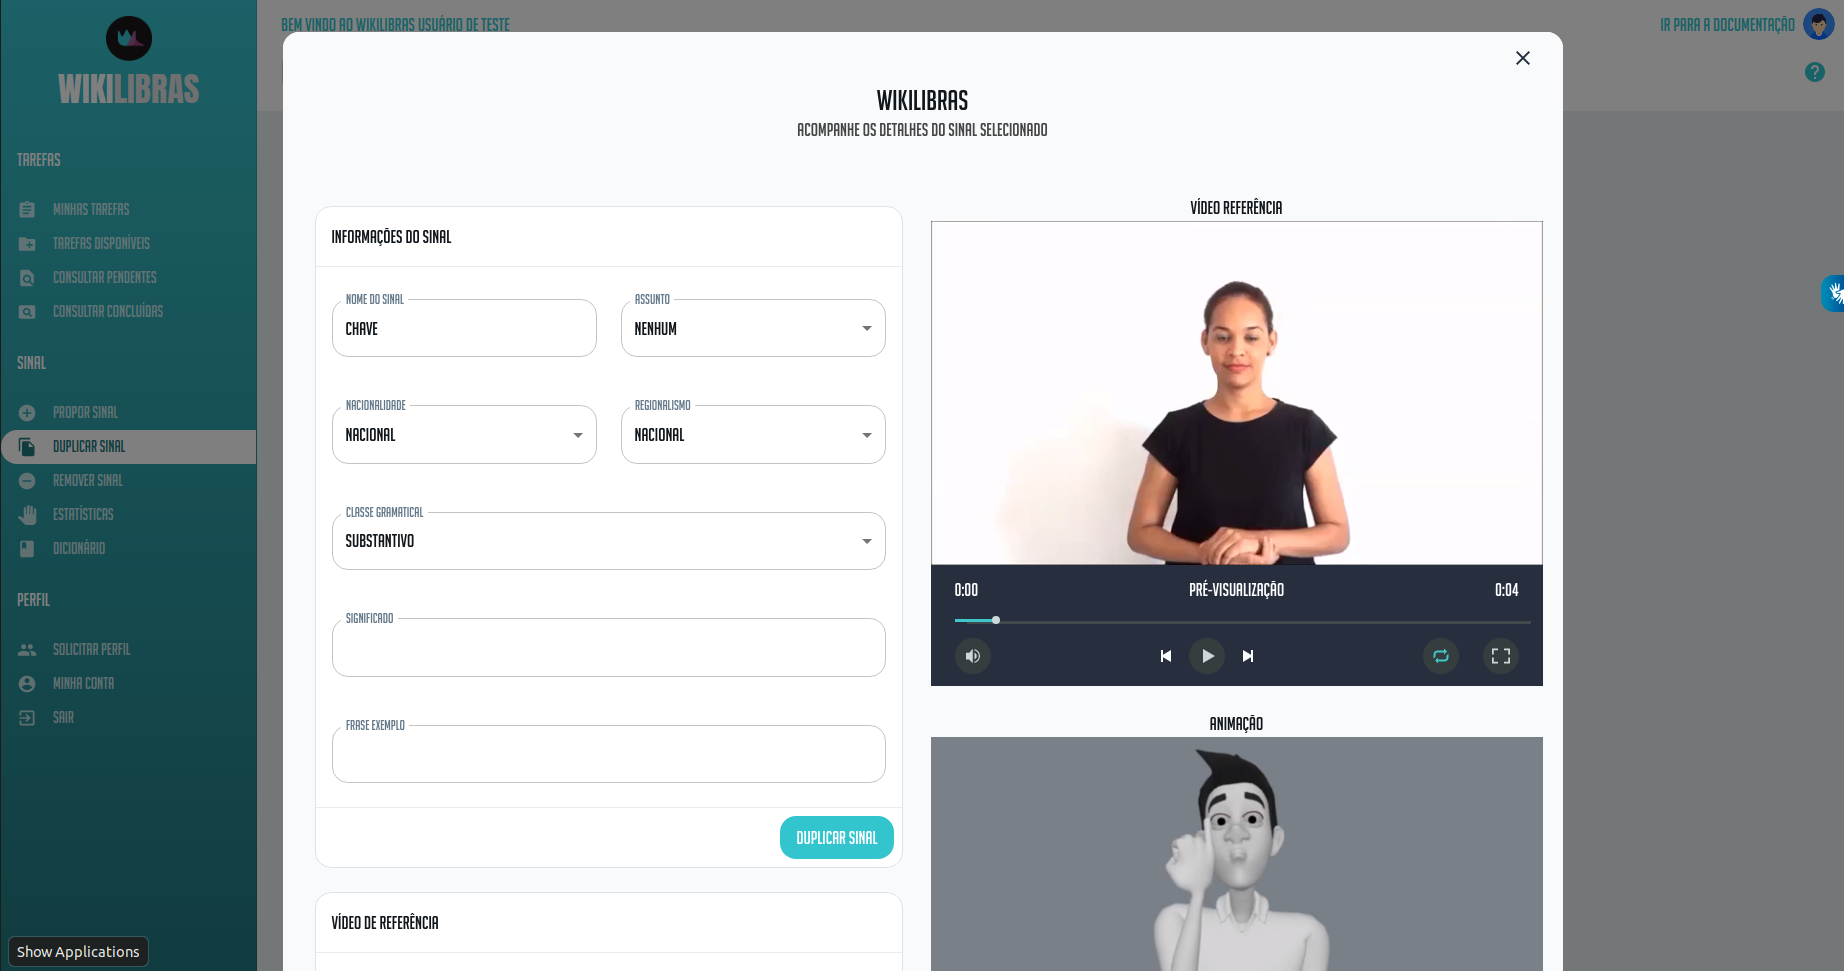 WIKILIBRAS
TAREFAS
MINHAS TAREFAS
TAREFAS DISPONÍVEIS
CONSULTAR PENDENTES
CONSULTAR CONCLUÍDAS
SINAL
PROPOR SINAL
DUPLICAR SINAL
REMOVER SINAL
ESTATÍSTICAS
DICIONÁRIO
PERFIL
SOLICITAR PERFIL
MINHA CONTA
SAIR
Show Applications
BEM VINDO AO WIKILIBRAS USUÁRIO DE TESTE
IR PARA A DOCUMENTAÇÃO
WIKILIBRAS
ACOMPANHE OS DETALHES DO SINAL SELECIONADO
INFORMAÇÕES DO SINAL
NOME DO SINAL
CHAVE
ASSUNTO
NENHUM
NACIONALIDADE
NACIONAL
REGIONALISMO
NACIONAL
CLASSE GRAMATICAL
SUBSTANTIVO
SIGNIFICADO
FRASE EXEMPLO
DUPLICAR SINAL
VÍDEO DE REFERÊNCIA
VÍDEO REFERÊNCIA
0:00 PRÉ-VISUALIZAÇÃO 0:04
ANIMAÇÃO